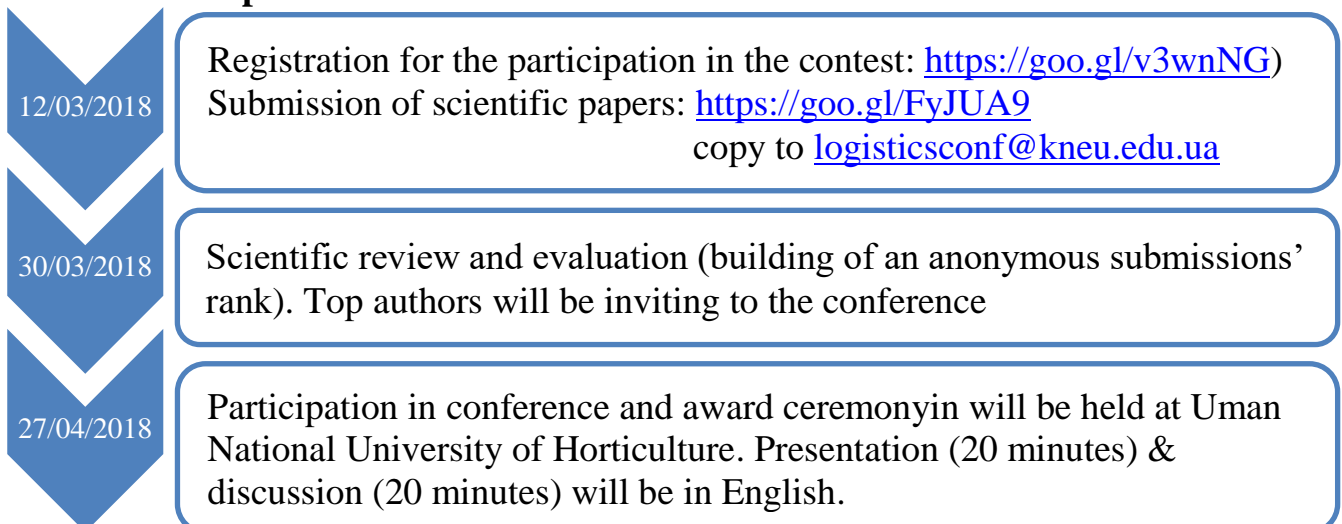 12/03/2018
Registration for the participation in the contest: https://goo.gl/v3wnNG)
Submission of scientific papers: https://goo.gl/FyJUA9
copy to logisticsconf@kneu.edu.ua
30/03/2018
Scientific review and evaluation (building of an anonymous submissions’
rank). Top authors will be inviting to the conference
27/04/2018
Participation in conference and award ceremonyin will be held at Uman
National University of Horticulture. Presentation (20 minutes) &
discussion (20 minutes) will be in English.